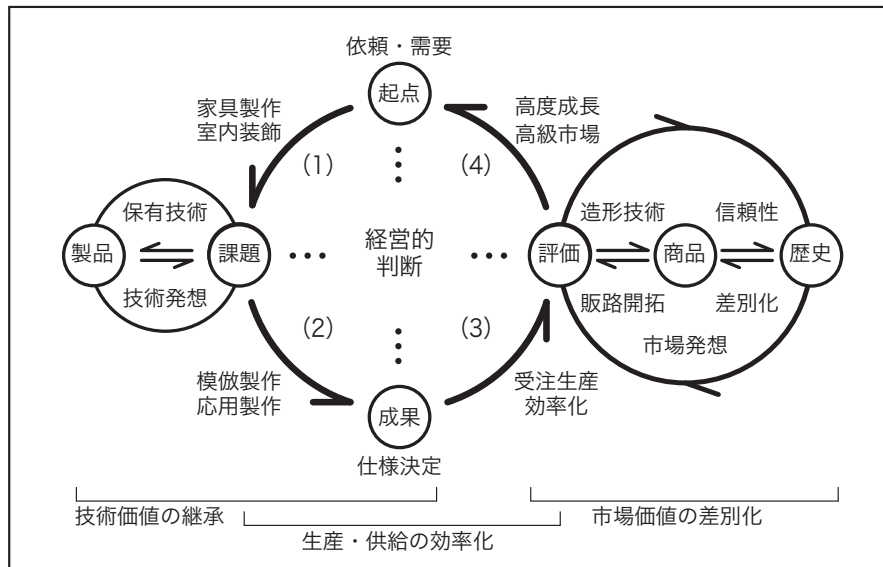 依頼・需要
起点
家具製作
室内装飾
高度成長
高級市場
(1)
(4)
保有技術
造形技術
信頼性
製品
課題
経営的
判断
評価
商品
歴史
技術発想
販路開拓
差別化
(2)
(3)
市場発想
模倣製作
応用製作
受注生産
効率化
成果
仕様決定
技術価値の継承
市場価値の差別化
生産・供給の効率化